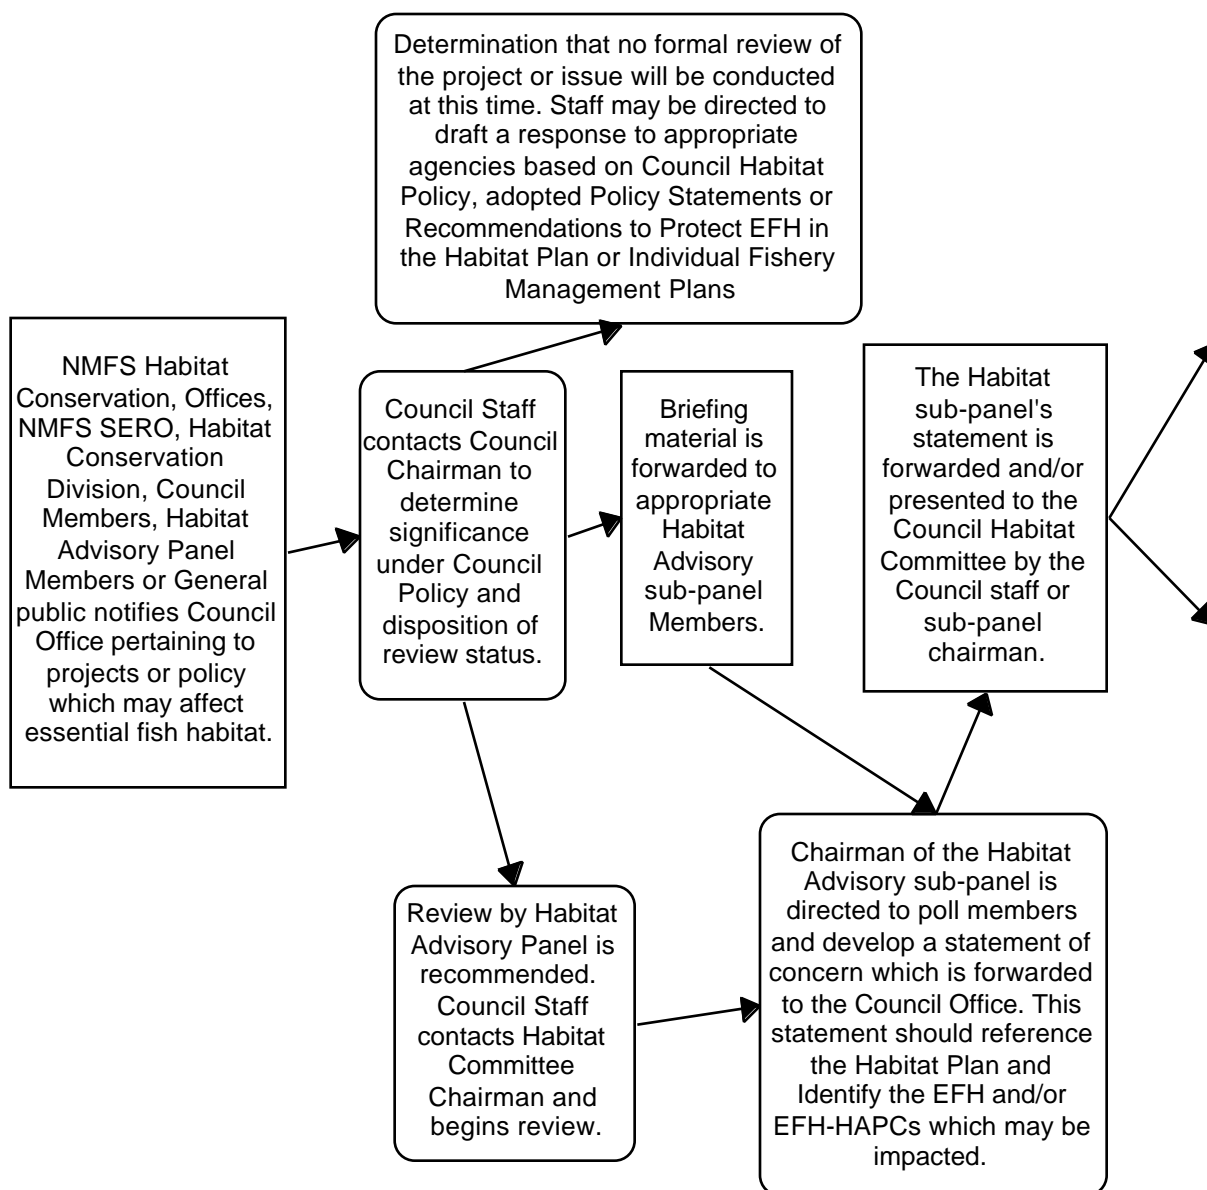 Determination that no formal review of
the project or issue will be conducted
at this time. Staff may be directed to
draft a response to appropriate
agencies based on Council Habitat
Policy, adopted Policy Statements or
Recommendations to Protect EFH in
the Habitat Plan or Individual Fishery
Management Plans
NMFS Habitat
Conservation, Offices,
NMFS SERO, Habitat
Conservation
Division, Council
Members, Habitat
Advisory Panel
Members or General
public notifies Council
Office pertaining to
projects or policy
which may affect
essential fish habitat.
Council Staff
contacts Council
Chairman to
determine
significance
under Council
Policy and
disposition of
review status.
Briefing
material is
forwarded to
appropriate
Habitat
Advisory
sub-panel
Members.
The Habitat
sub-panel's
statement is
forwarded and/or
presented to the
Council Habitat
Committee by the
Council staff or
sub-panel
chairman.
Review by Habitat
Advisory Panel is
recommended.
Council Staff
contacts Habitat
Committee
Chairman and
begins review.
Chairman of the Habitat
Advisory sub-panel is
directed to poll members
and develop a statement of
concern which is forwarded
to the Council Office. This
statement should reference
the Habitat Plan and
Identify the EFH and/or
EFH-HAPCs which may be
impacted.